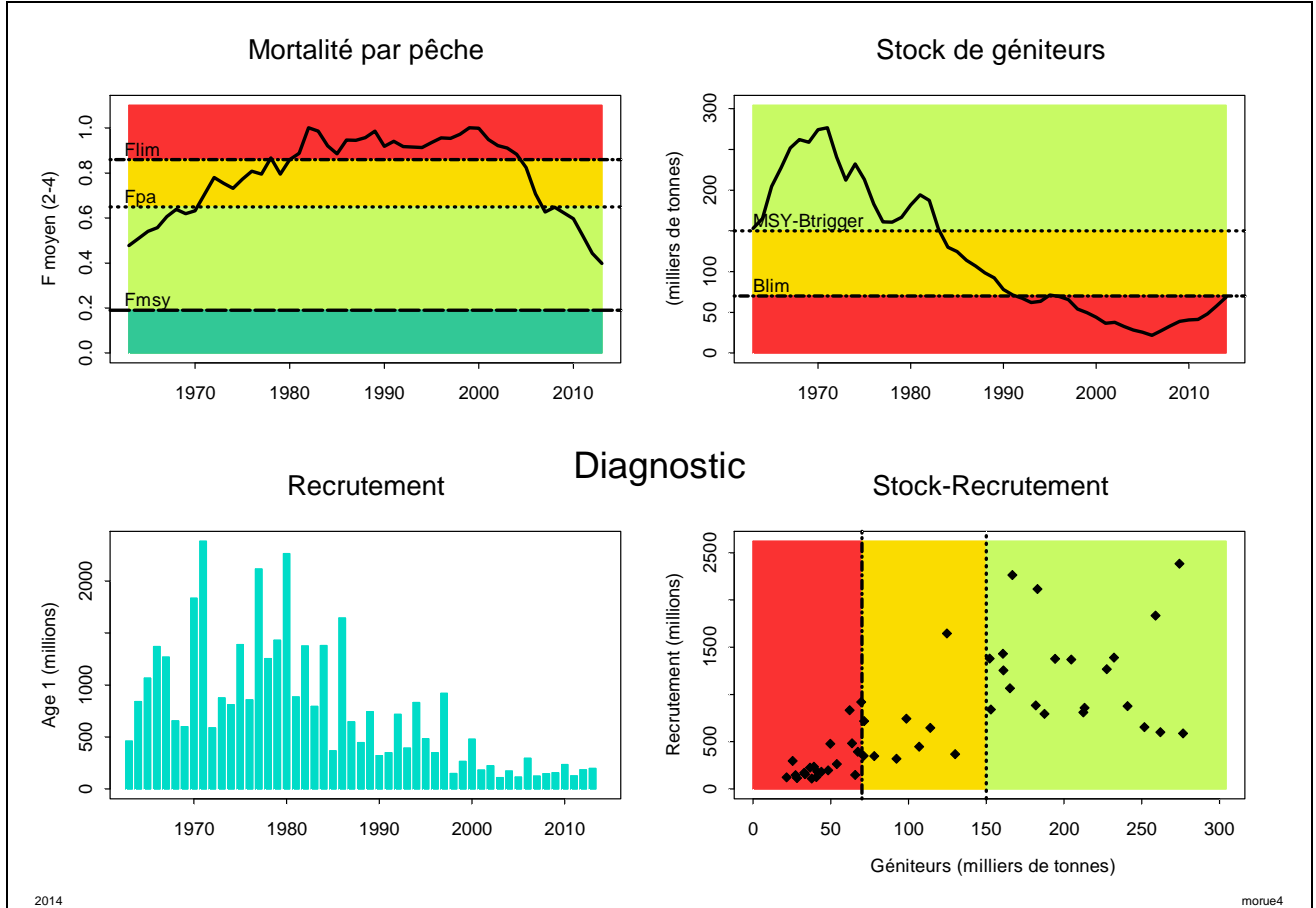 Mortalité par pêche
F moyen (2-4)
0.0 0.2 0.4 0.6 0.8 1.0
Flim
Fpa
Fmsy
1970 1980 1990 2000 2010
Stock de géniteurs
(milliers de tonnes)
0 50 100 200 300
MSY-Btrigger
Blim
1970 1980 1990 2000 2010
Diagnostic
Recrutement
Age 1 (millions)
0 500 1000 2000
1970 1980 1990 2000 2010
Stock-Recrutement
Recrutement (millions)
0 500 1500 2500
0 50 100 150 200 250 300
Géniteurs (milliers de tonnes)
2014
morue4